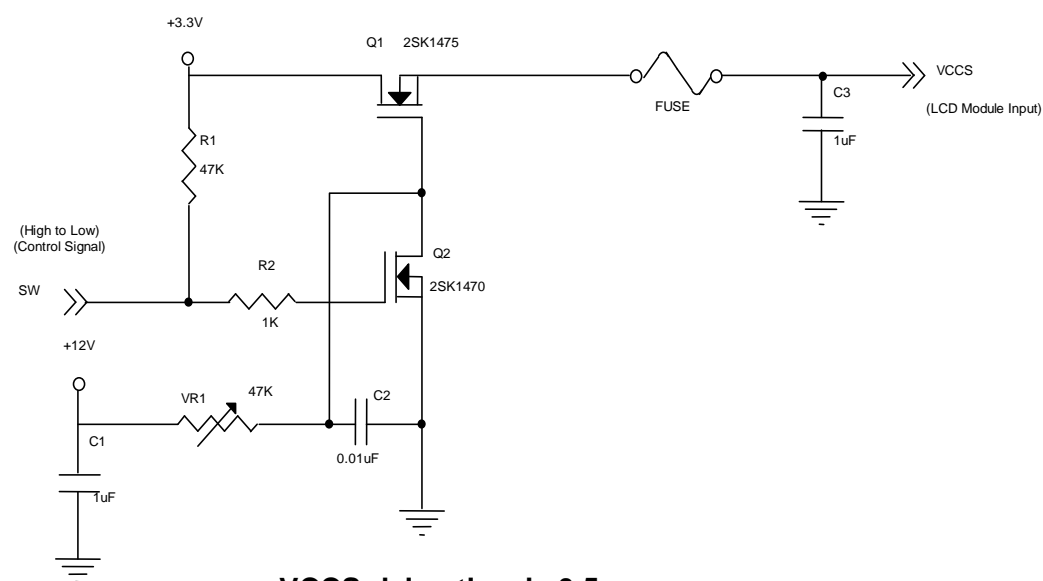 +3.3V
Q1 2SK1475
VCCS
C3
FUSE
(LCD Module Input)
R1
1uF
47K
(High to Low)
(Control Signal)
Q2
R2
2SK1470
SW
1K
+12V
VR1
47K
C2
C1
0.01uF
1uF